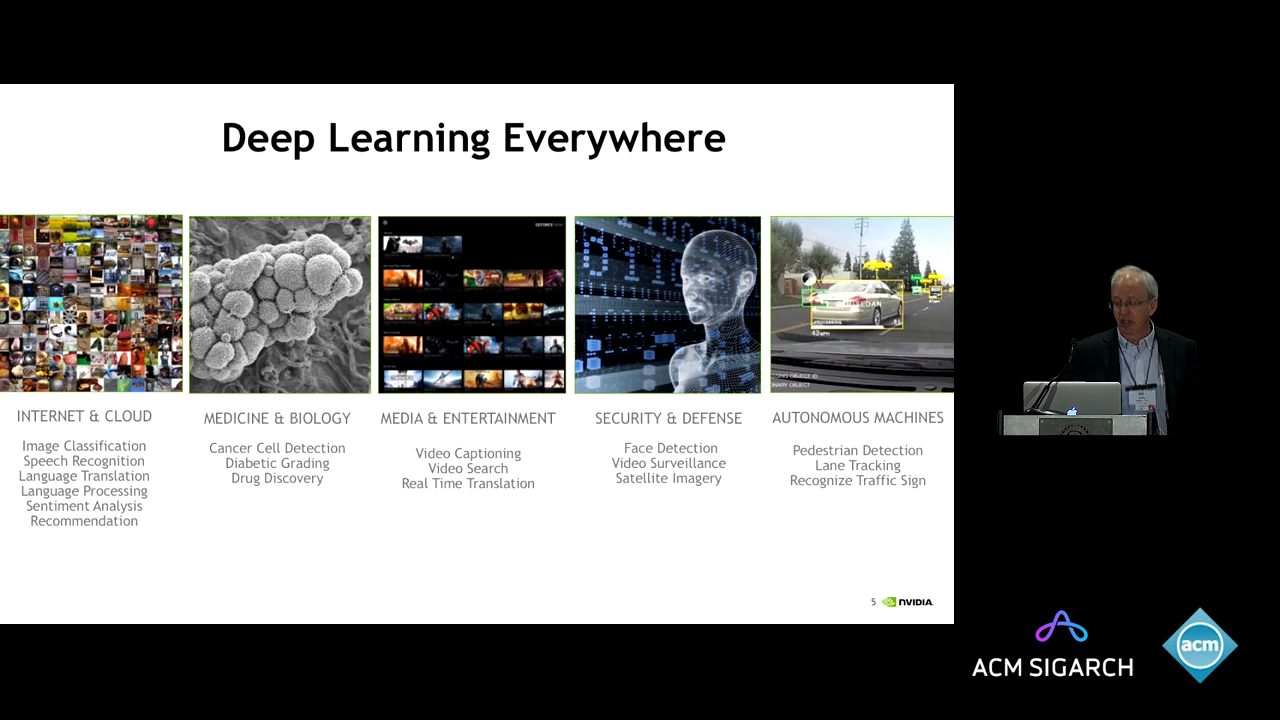 Deep Learning Everywhere
INTERNET & CLOUD
Image Classification
Speech Recognition
Language Translation
Language Processing
Sentiment Analysis
Recommendation
MEDICINE & BIOLOGY
Cancer Cell Detection
Diabetic Grading
Drug Discovery
MEDIA & ENTERTAINMENT
Video Captioning
Video Search
Real Time Translation
SECURITY & DEFENSE
Face Detection
Video Surveillance
Satellite Imagery
AUTONOMOUS MACHINES
Pedestrian Detection
Lane Tracking
Recognize Traffic Sign
5
NVIDIA
ACM SIGARCH
acm